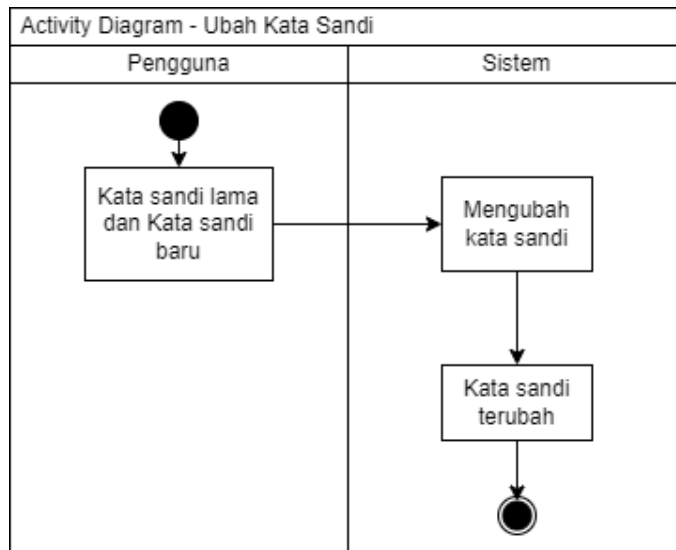 Activity Diagram - Ubah Kata Sandi
Pengguna
Sistem
Kata sandi lama
dan Kata sandi
baru
Mengubah
kata sandi
Kata sandi
terubah